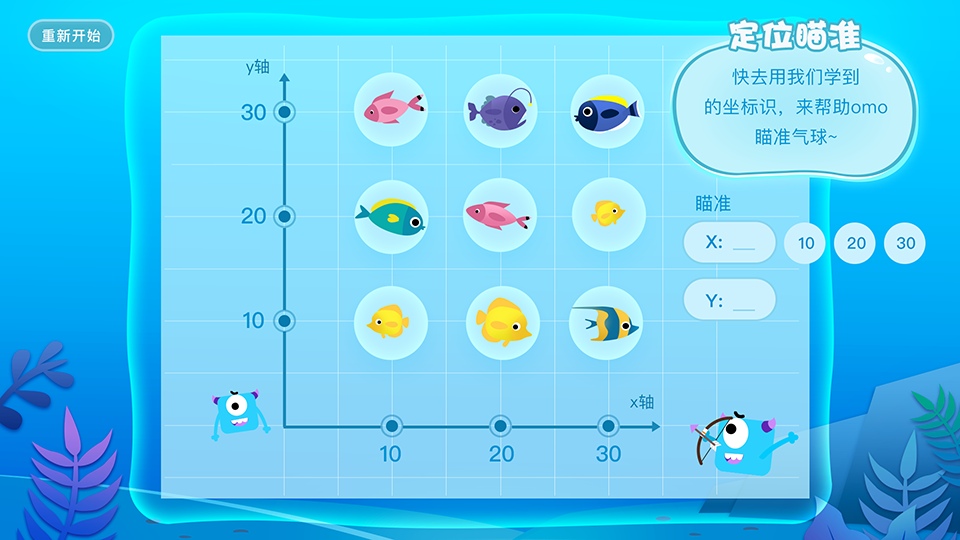 重新开始
定位瞄准
快去用我们学到
的坐标识，来帮助omo
瞄准气球~
y轴
30
20
10
x轴
10
20
30
瞄准
X: __
10
20
30
Y: __